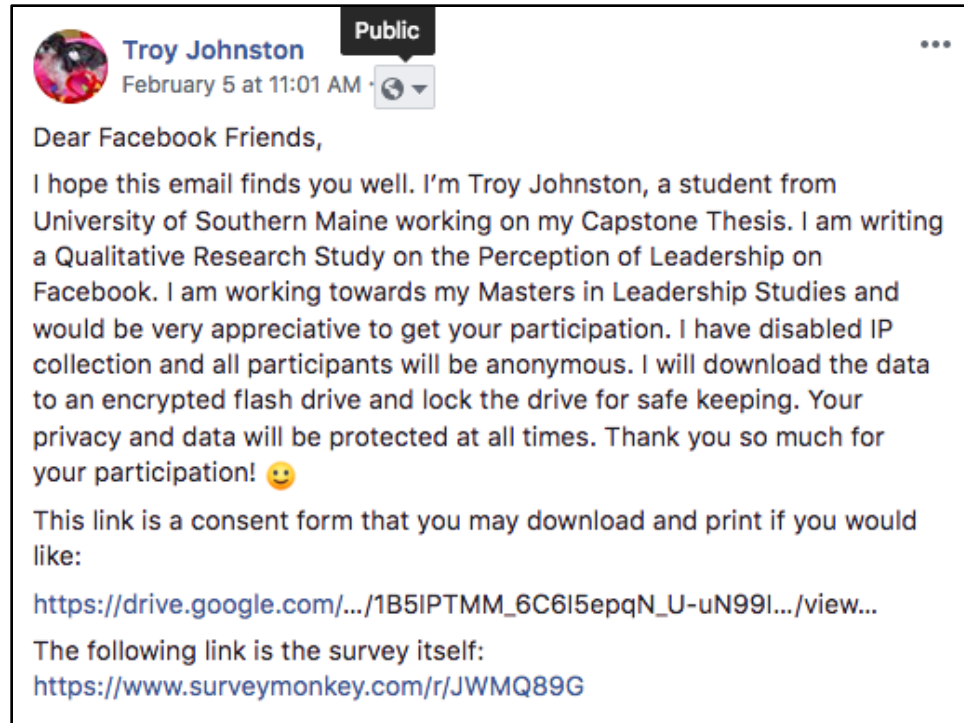 Public
Troy Johnston
February 5 at 11:01 AM ·
Dear Facebook Friends,
I hope this email finds you well. I'm Troy Johnston, a student from
University of Southern Maine working on my Capstone Thesis. I am writing
a Qualitative Research Study on the Perception of Leadership on
Facebook. I am working towards my Masters in Leadership Studies and
would be very appreciative to get your participation. I have disabled IP
collection and all participants will be anonymous. I will download the data
to an encrypted flash drive and lock the drive for safe keeping. Your
privacy and data will be protected at all times. Thank you so much for
your participation! 🙂
This link is a consent form that you may download and print if you would
like:
https://drive.google.com/.../1B5lPTMM_6C6l5epqN_U-uN99l.../view...
The following link is the survey itself:
https://www.surveymonkey.com/r/JWMQ89G